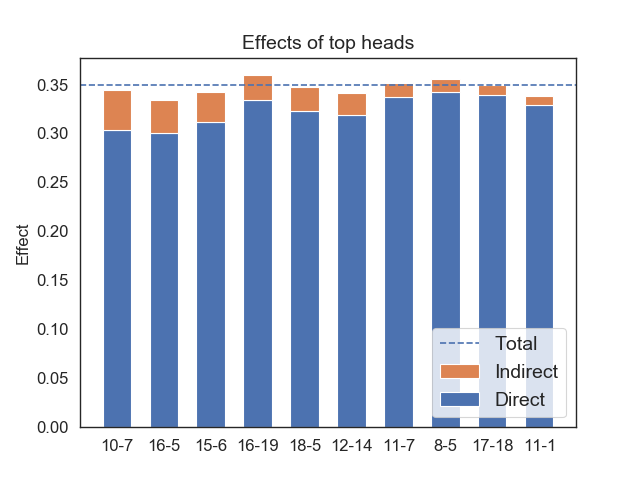 Effects of top heads
Effect
0.35
0.30
0.25
0.20
0.15
0.10
0.05
0.00
Total
Indirect
Direct
10-7 16-5 15-6 16-19 18-5 12-14 11-7 8-5 17-18 11-1